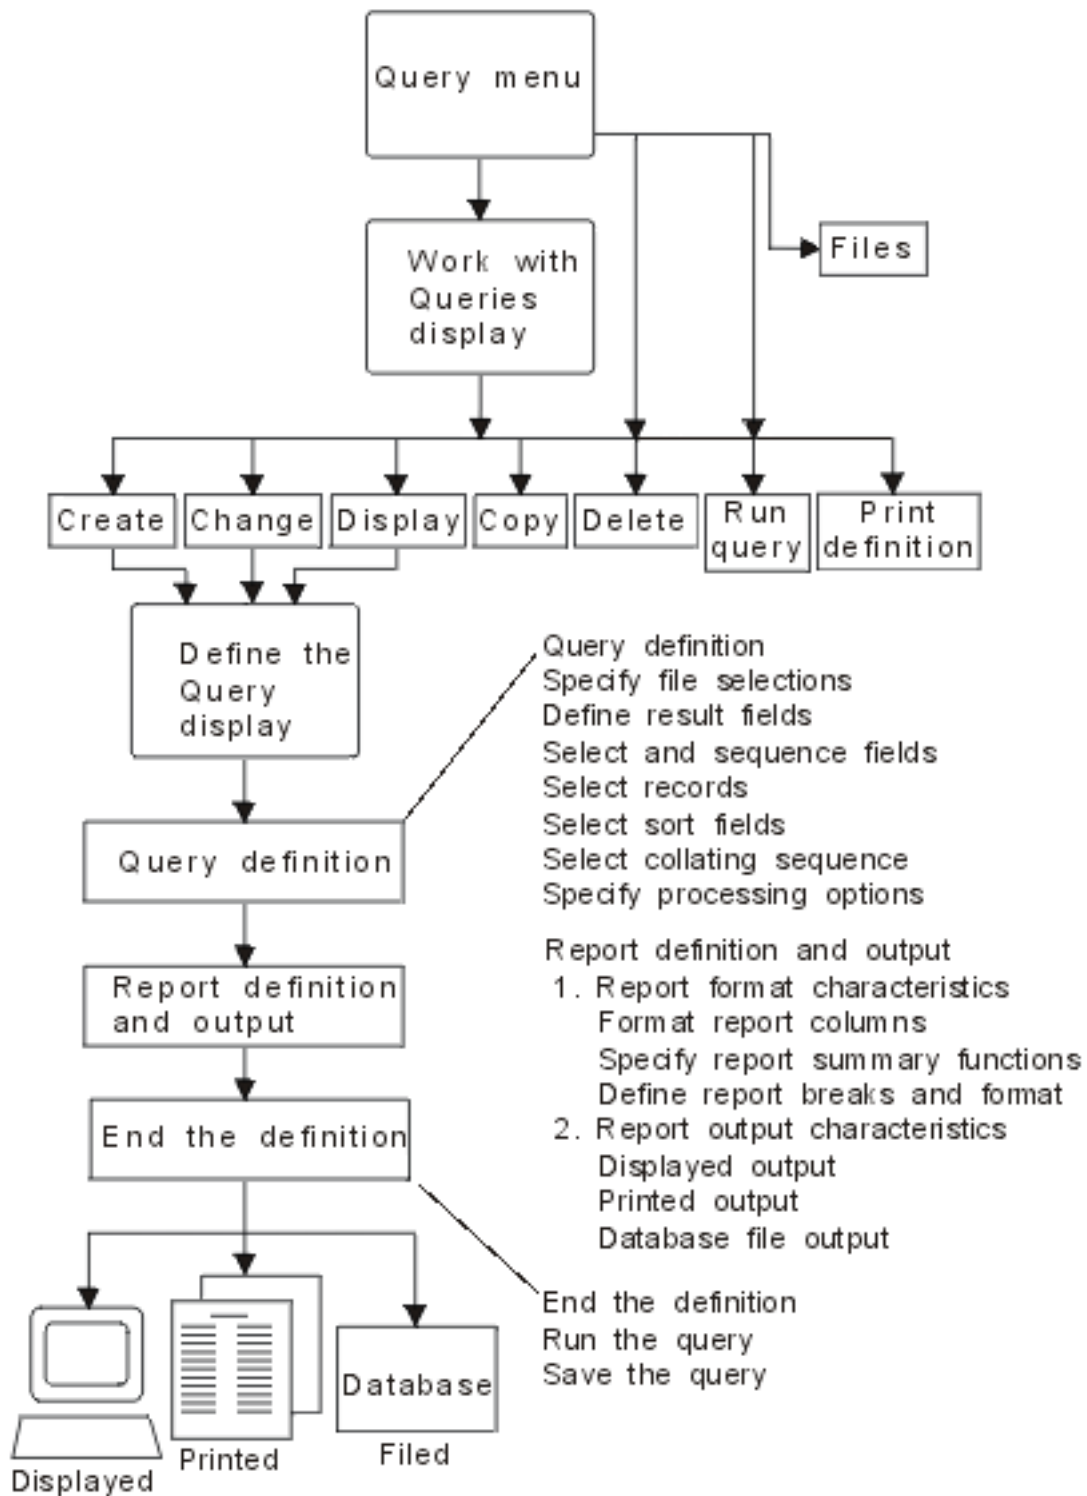 Query menu
Files
Work with
Queries
display
Create
Change
Display
Copy
Delete
Run
query
Print
definition
Define the
Query
display
Query definition
Specify file selections
Define result fields
Select and sequence fields
Select records
Select sort fields
Select collating sequence
Specify processing options
Query definition
Report definition
and output
Report definition and output
1. Report format characteristics
Format report columns
Specify report summary functions
Define report breaks and format
2. Report output characteristics
Displayed output
Printed output
Database file output
End the definition
End the definition
Run the query
Save the query
Database
Displayed
Printed
Filed